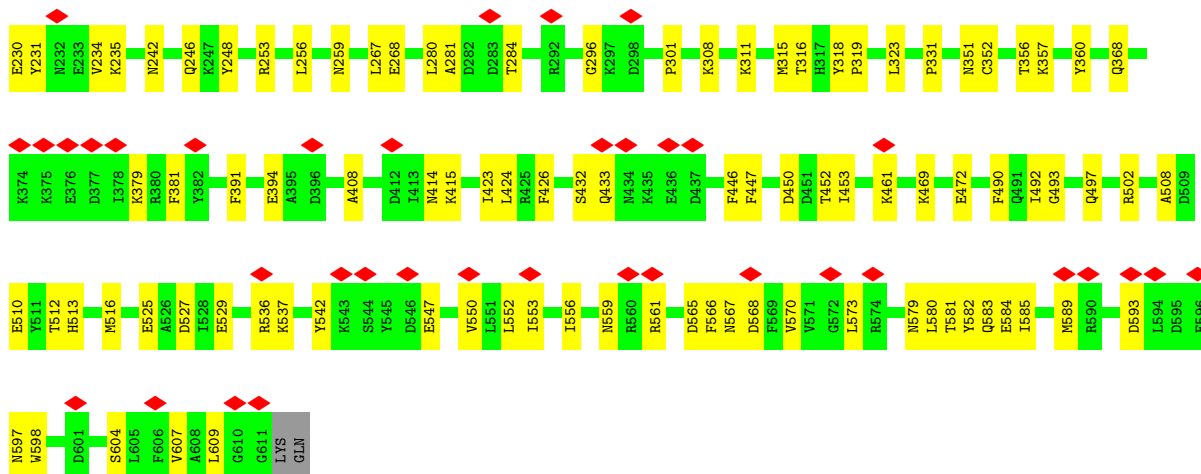 E230 Y231 N232 E233 V234 K235 N242 Q246 K247 Y248 R253 L256 N259 L267 E268 L280 A281 D282 D283 T284 R292 G296 K297 D298 P301 K308 K311 M315 T316 H317 Y318 P319 L323 P331 N351 C352 T356 K357 Y360 Q368
K374 K375 E376 D377 I378 K379 R380 F381 Y382 F391 E394 A395 D396 A408 D412 I413 N414 K415 I423 L424 R425 F426 S432 Q433 N434 K435 E436 D437 F446 F447 D450 D451 T452 I453 K461 K469 E472 F490 Q491 I492 G493 Q497 R502 A508 D509
E510 Y511 T512 H513 M516 E525 A526 D527 I528 E529 R536 K537 Y542 K543 S544 Y545 D546 E547 V550 L551 L552 I553 I556 N559 R560 R561 D565 F566 N567 D568 F569 V570 V571 G572 L573 R574 N579 L580 T581 Y582 Q583 E584 I585 M589 R590 D593 L594 D595
N597 W598 D601 S604 L605 F606 V607 A608 L609 G610 G611 LYS GLN